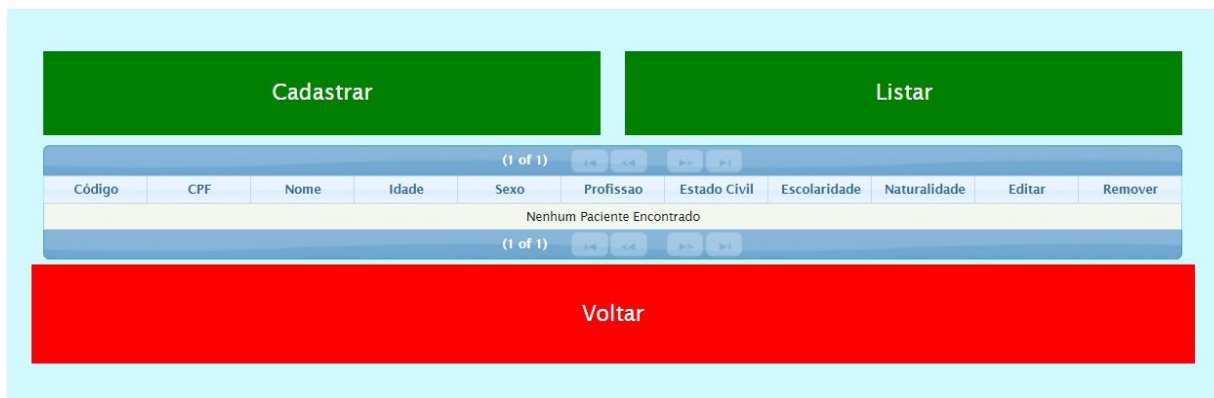 Cadastrar Listar
(1 of 1)
Código CPF Nome Idade Sexo Profissao Estado Civil Escolaridade Naturalidade Editar Remover
Nenhum Paciente Encontrado
(1 of 1)
Voltar